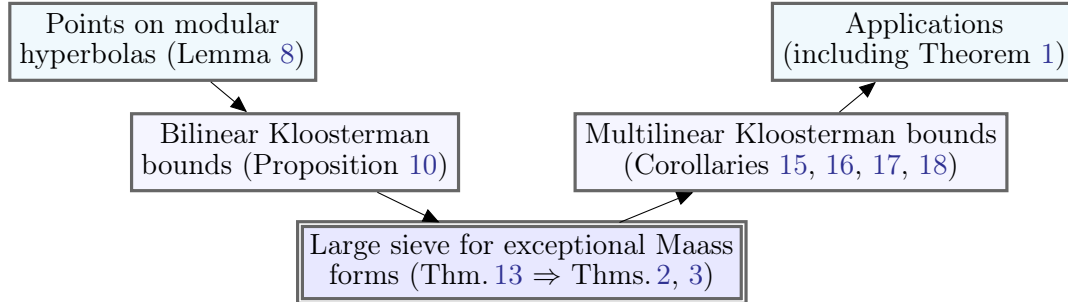 Points on modular
hyperbolas (Lemma 8)
Applications
(including Theorem 1)
Bilinear Kloosterman
bounds (Proposition 10)
Multilinear Kloosterman bounds
(Corollaries 15, 16, 17, 18)
Large sieve for exceptional Maass
forms (Thm. 13 ⇒ Thms. 2, 3)